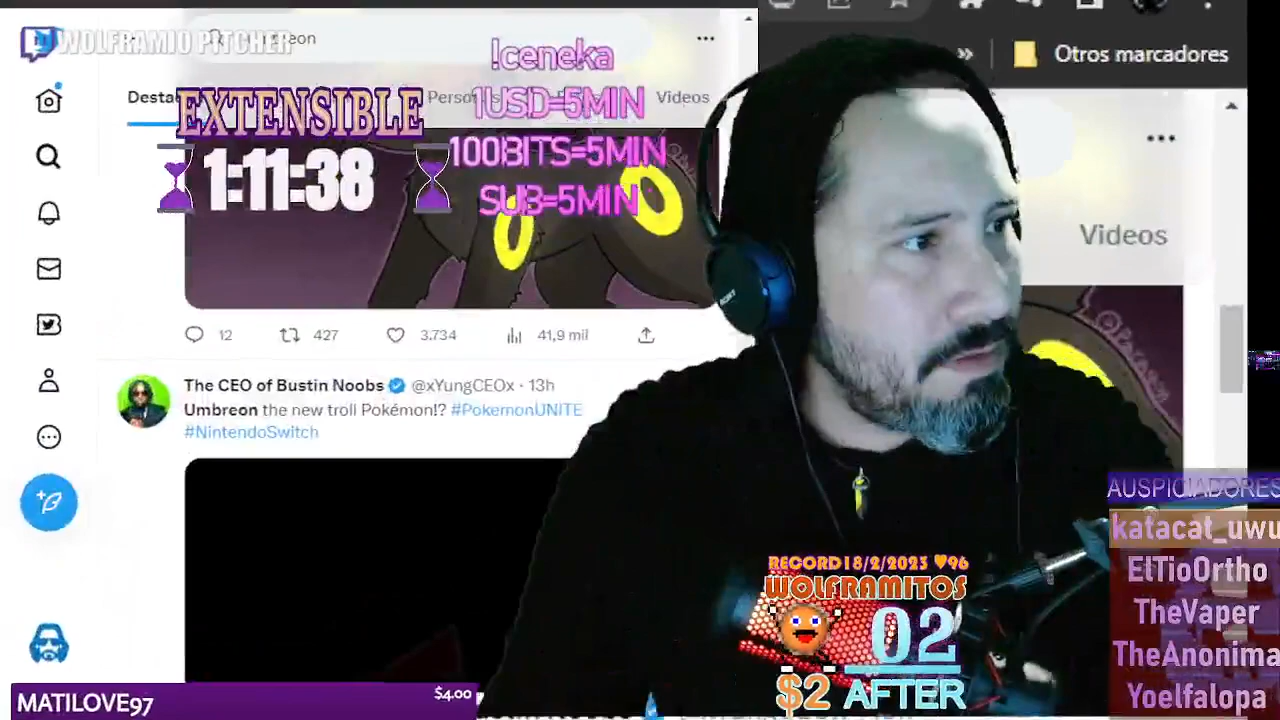 WOLFRAMIO PITCHER
Otros marcadores
Videos
Videos
EXTENSIBLE
1:11:38
!ceneka
1USD=5MIN
100BITS=5MIN
SUB=5MIN
12
427
3.734
41,9 mil
The CEO of Bustin Noobs @xYungCEOx · 13h
Umbreon the new troll Pokémon!? #PokemonUNITE
#NintendoSwitch
SONY
AUSPICIADORES
katacat_uwu
ElTioOrtho
TheVaper
TheAnonima
Yoelfalopa
RECORD18/2/2023 ♥96
WOLFRAMITOS
02
$2 AFTER
MATILOVE97
$4.00